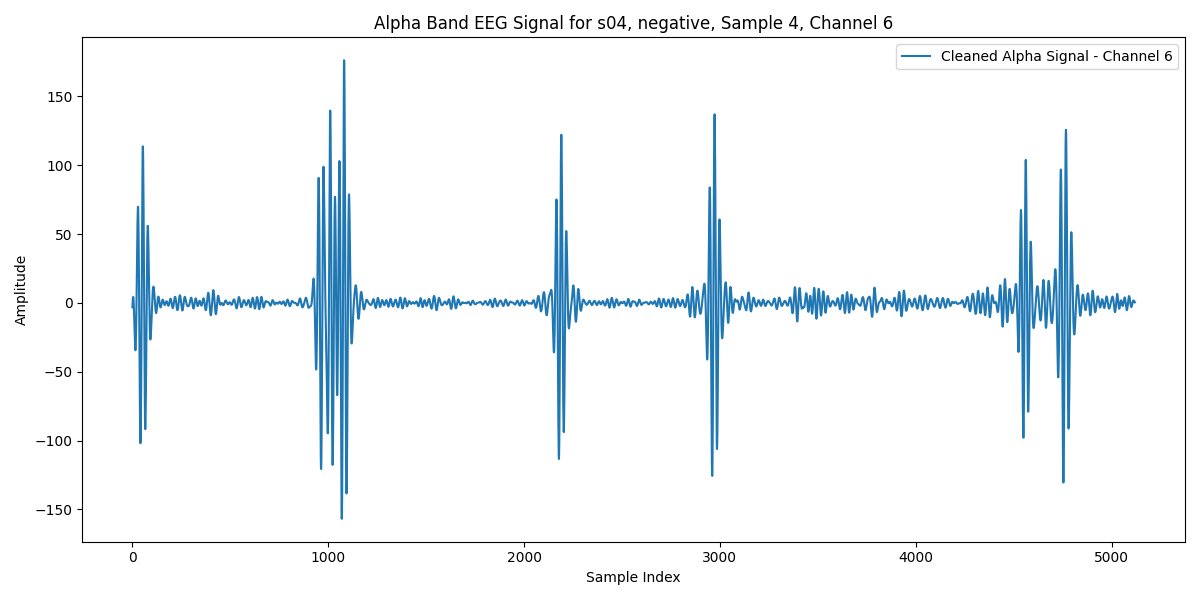 Alpha Band EEG Signal for s04, negative, Sample 4, Channel 6
Cleaned Alpha Signal - Channel 6
Amplitude
150
100
50
0
−50
−100
−150
0 1000 2000 3000 4000 5000
Sample Index